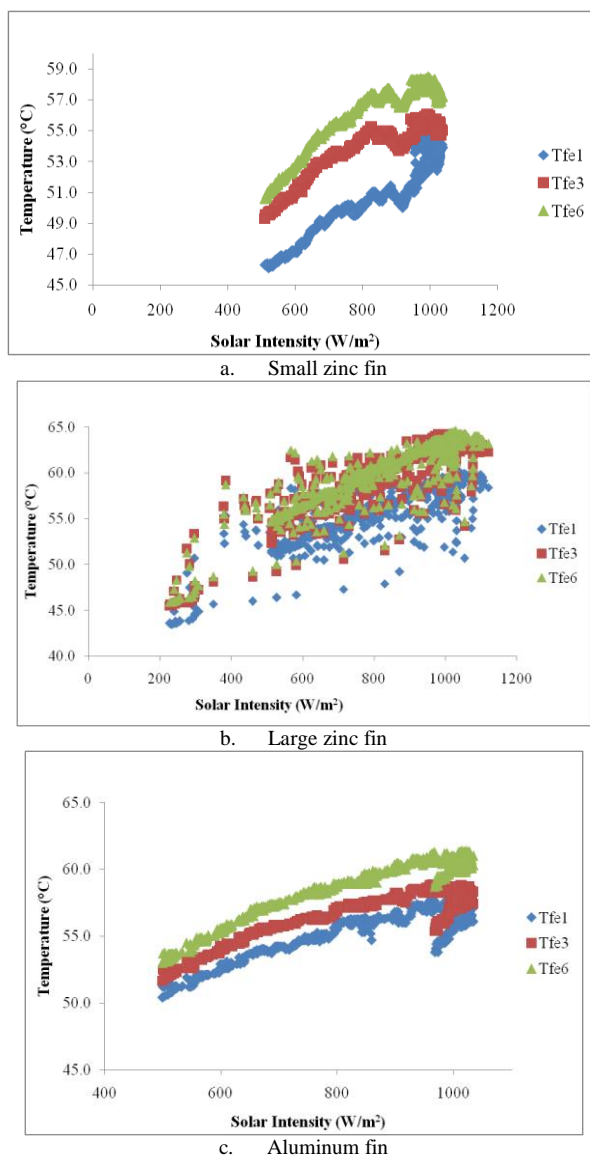 59.0
57.0
55.0
53.0
51.0
49.0
47.0
45.0
Temperature (°C)
0 200 400 600 800 1000 1200
Solar Intensity (W/m²)
Tfe1
Tfe3
Tfe6
a. Small zinc fin
65.0
60.0
55.0
50.0
45.0
40.0
Temperature (°C)
0 200 400 600 800 1000 1200
Solar Intensity (W/m²)
Tfe1
Tfe3
Tfe6
b. Large zinc fin
65.0
60.0
55.0
50.0
45.0
Temperature (°C)
400 600 800 1000
Solar Intensity (W/m²)
Tfe1
Tfe3
Tfe6
c. Aluminum fin